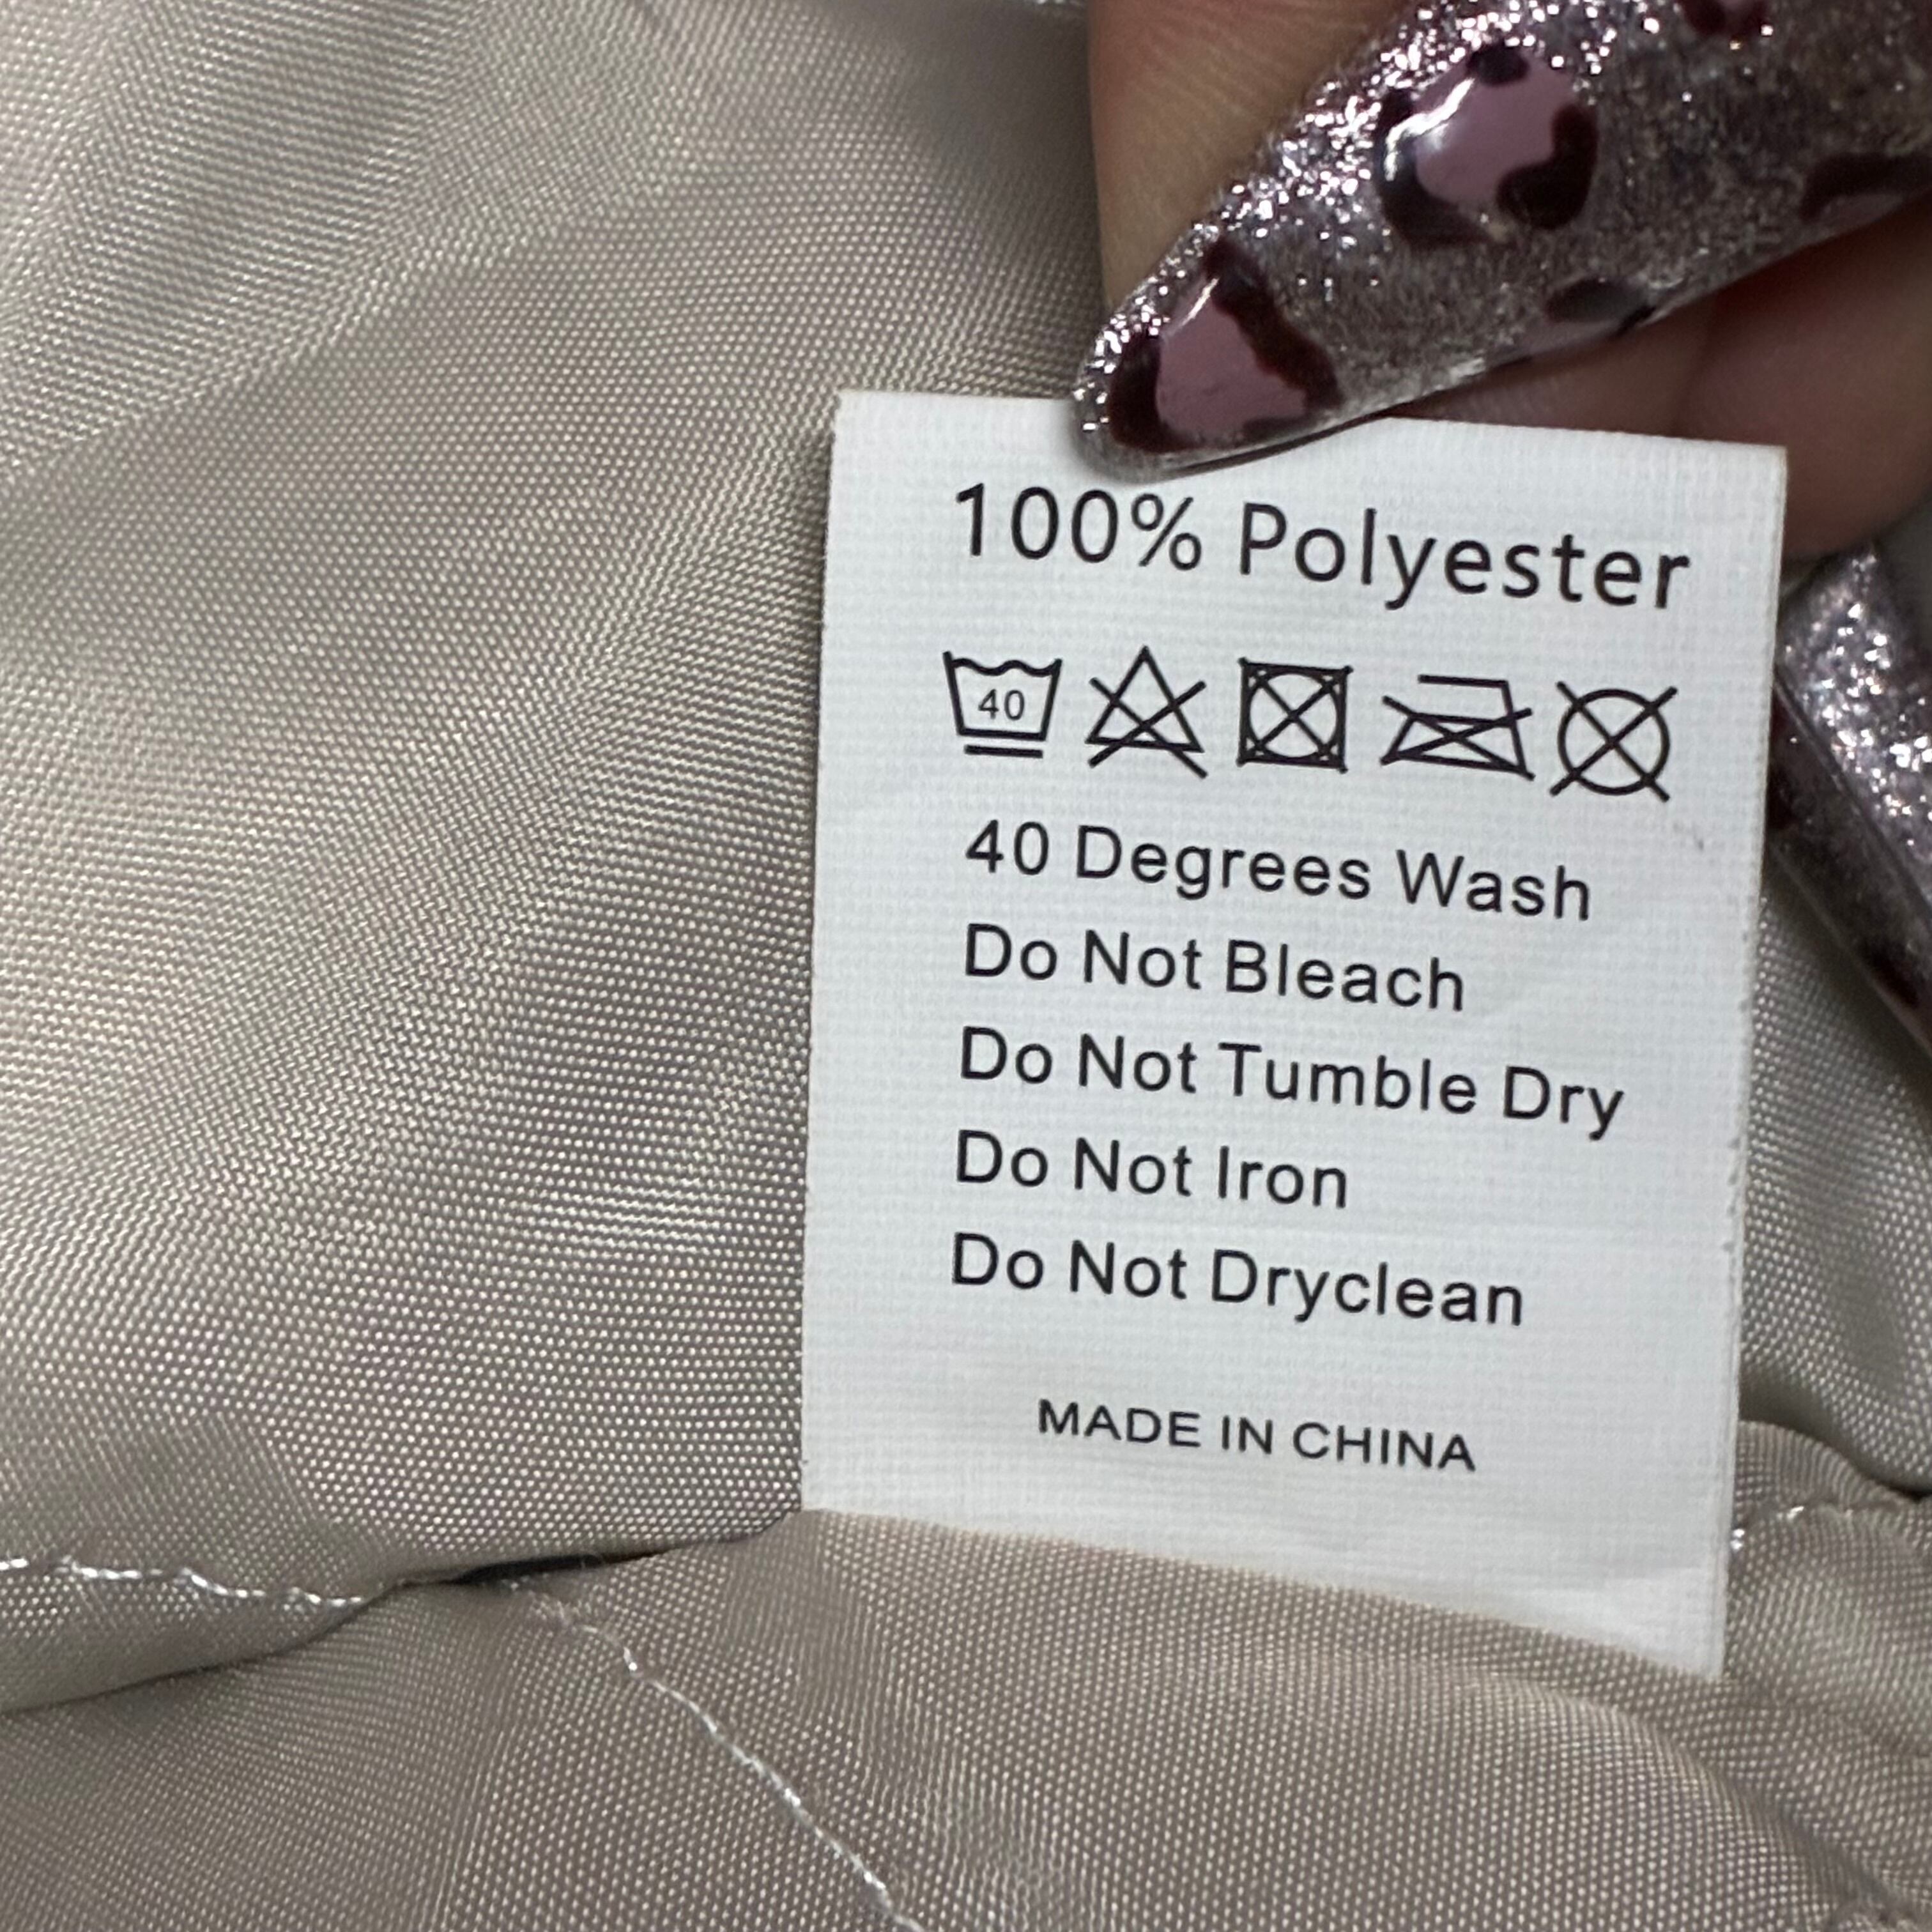 100% Polyester
40
40 Degrees Wash
Do Not Bleach
Do Not Tumble Dry
Do Not Iron
Do Not Dryclean
MADE IN CHINA